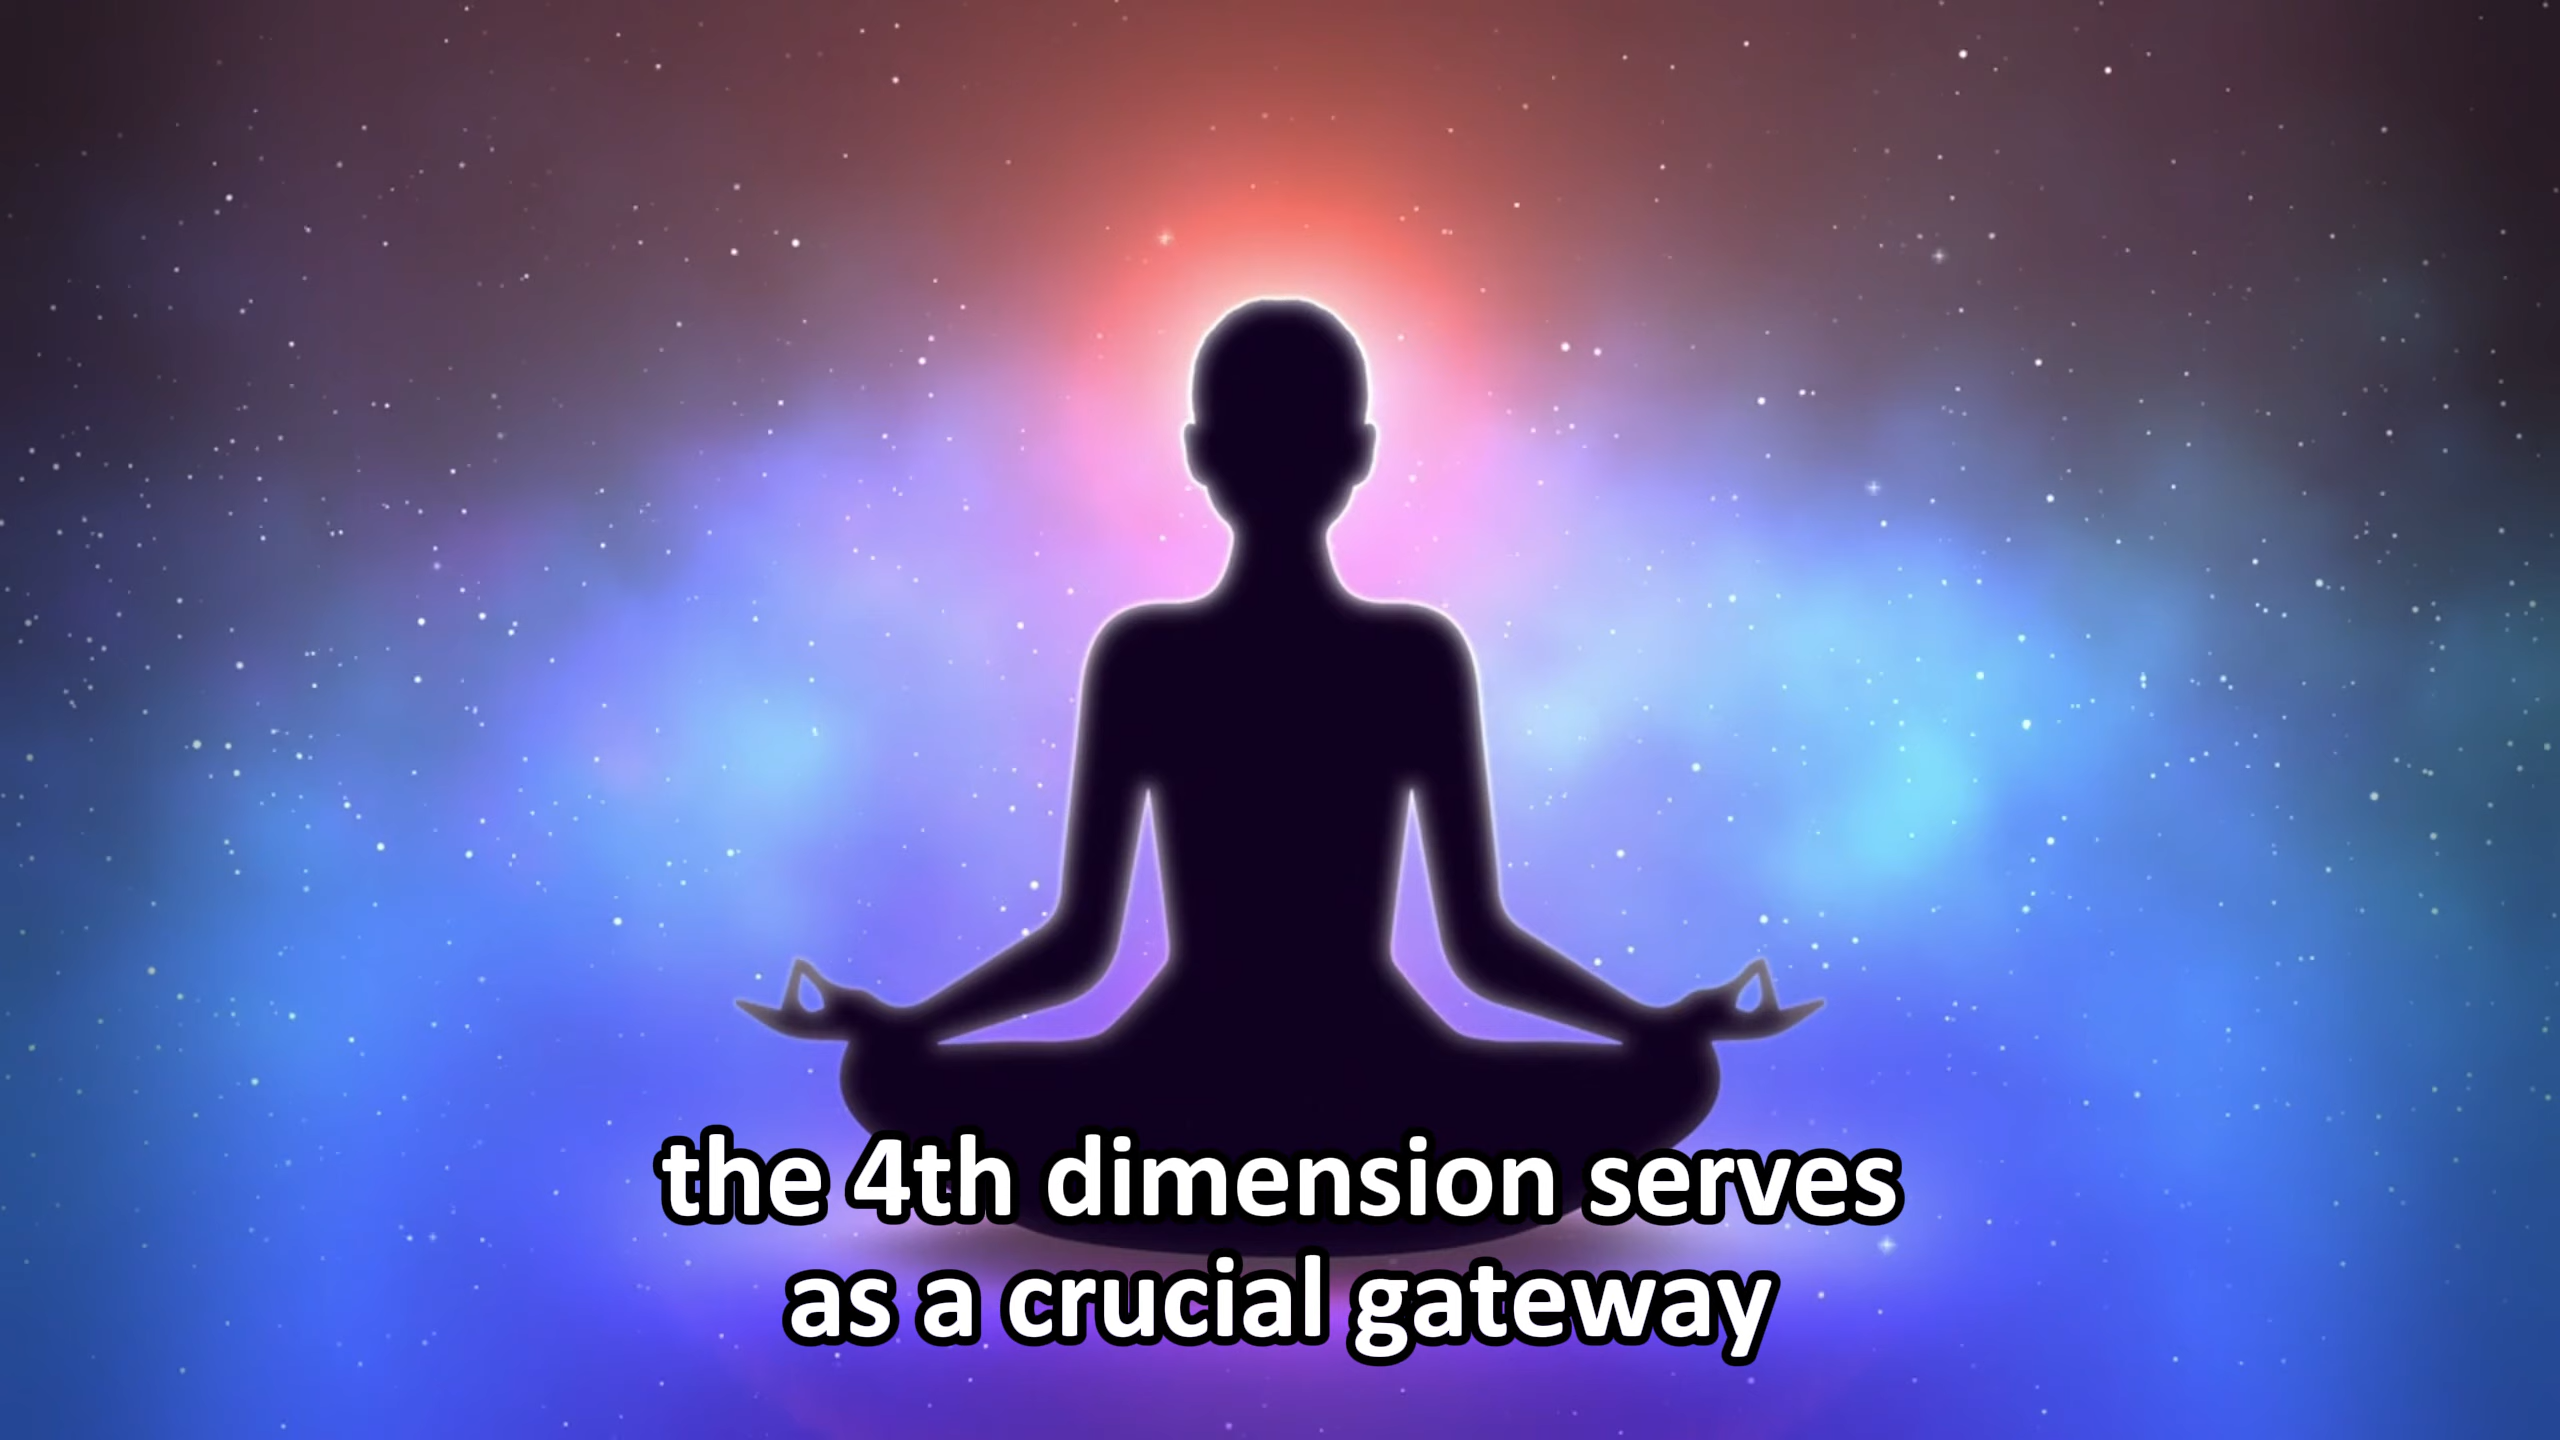 the 4th dimension serves
as a crucial gateway